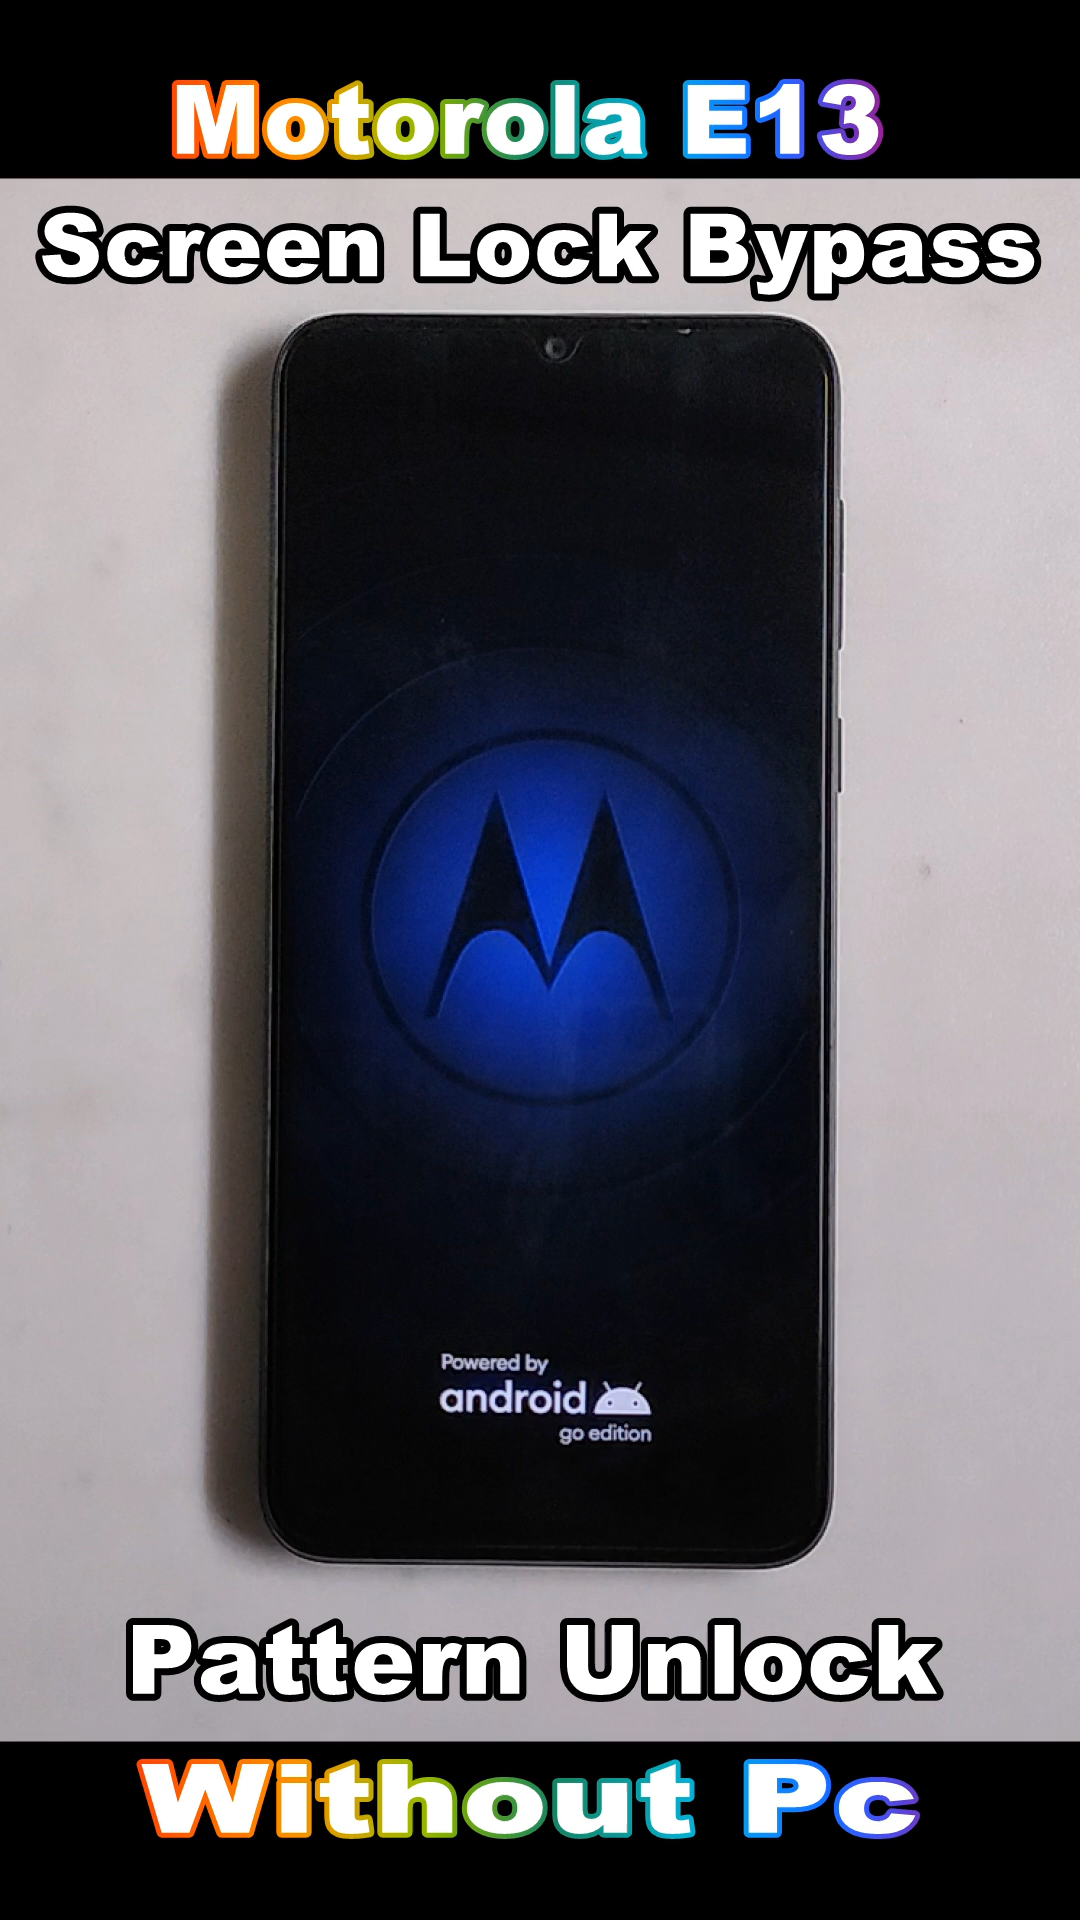 Motorola E13
Screen Lock Bypass
Powered by
android
go edition
Pattern Unlock
Without Pc